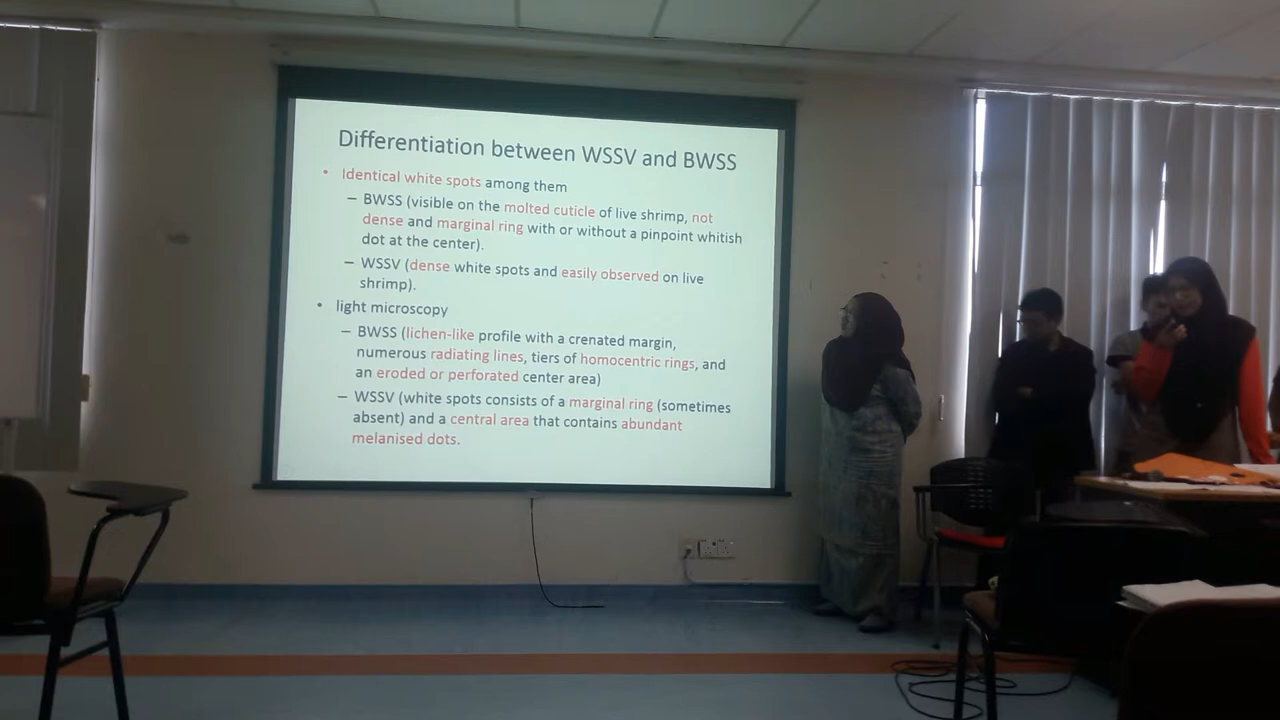 Differentiation between WSSV and BWSS
• Identical white spots among them
– BWSS (visible on the molted cuticle of live shrimp, not
dense and marginal ring with or without a pinpoint whitish
dot at the center).
– WSSV (dense white spots and easily observed on live
shrimp).
• light microscopy
– BWSS (lichen-like profile with a crenated margin,
numerous radiating lines, tiers of homocentric rings, and
an eroded or perforated center area)
– WSSV (white spots consists of a marginal ring (sometimes
absent) and a central area that contains abundant
melanised dots.